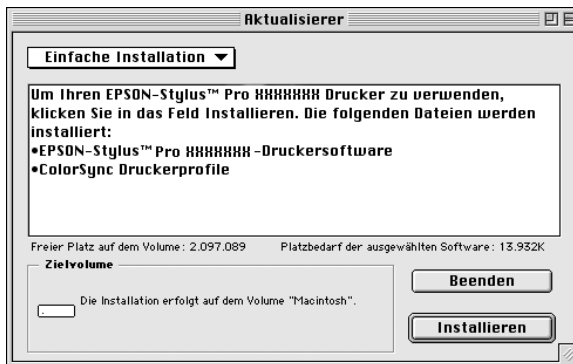 Aktualisierer
Einfache Installation
Um Ihren EPSON-Stylus™ Pro XXXXXXX Drucker zu verwenden,
klicken Sie in das Feld Installieren. Die folgenden Dateien werden
installiert:
•EPSON-Stylus™ Pro XXXXXXX -Druckersoftware
•ColorSync Druckerprofile
Freier Platz auf dem Volume: 2.097.089 Platzbedarf der ausgewählten Software: 13.932K
Zielvolume
Die Installation erfolgt auf dem Volume "Macintosh".
Beenden
Installieren